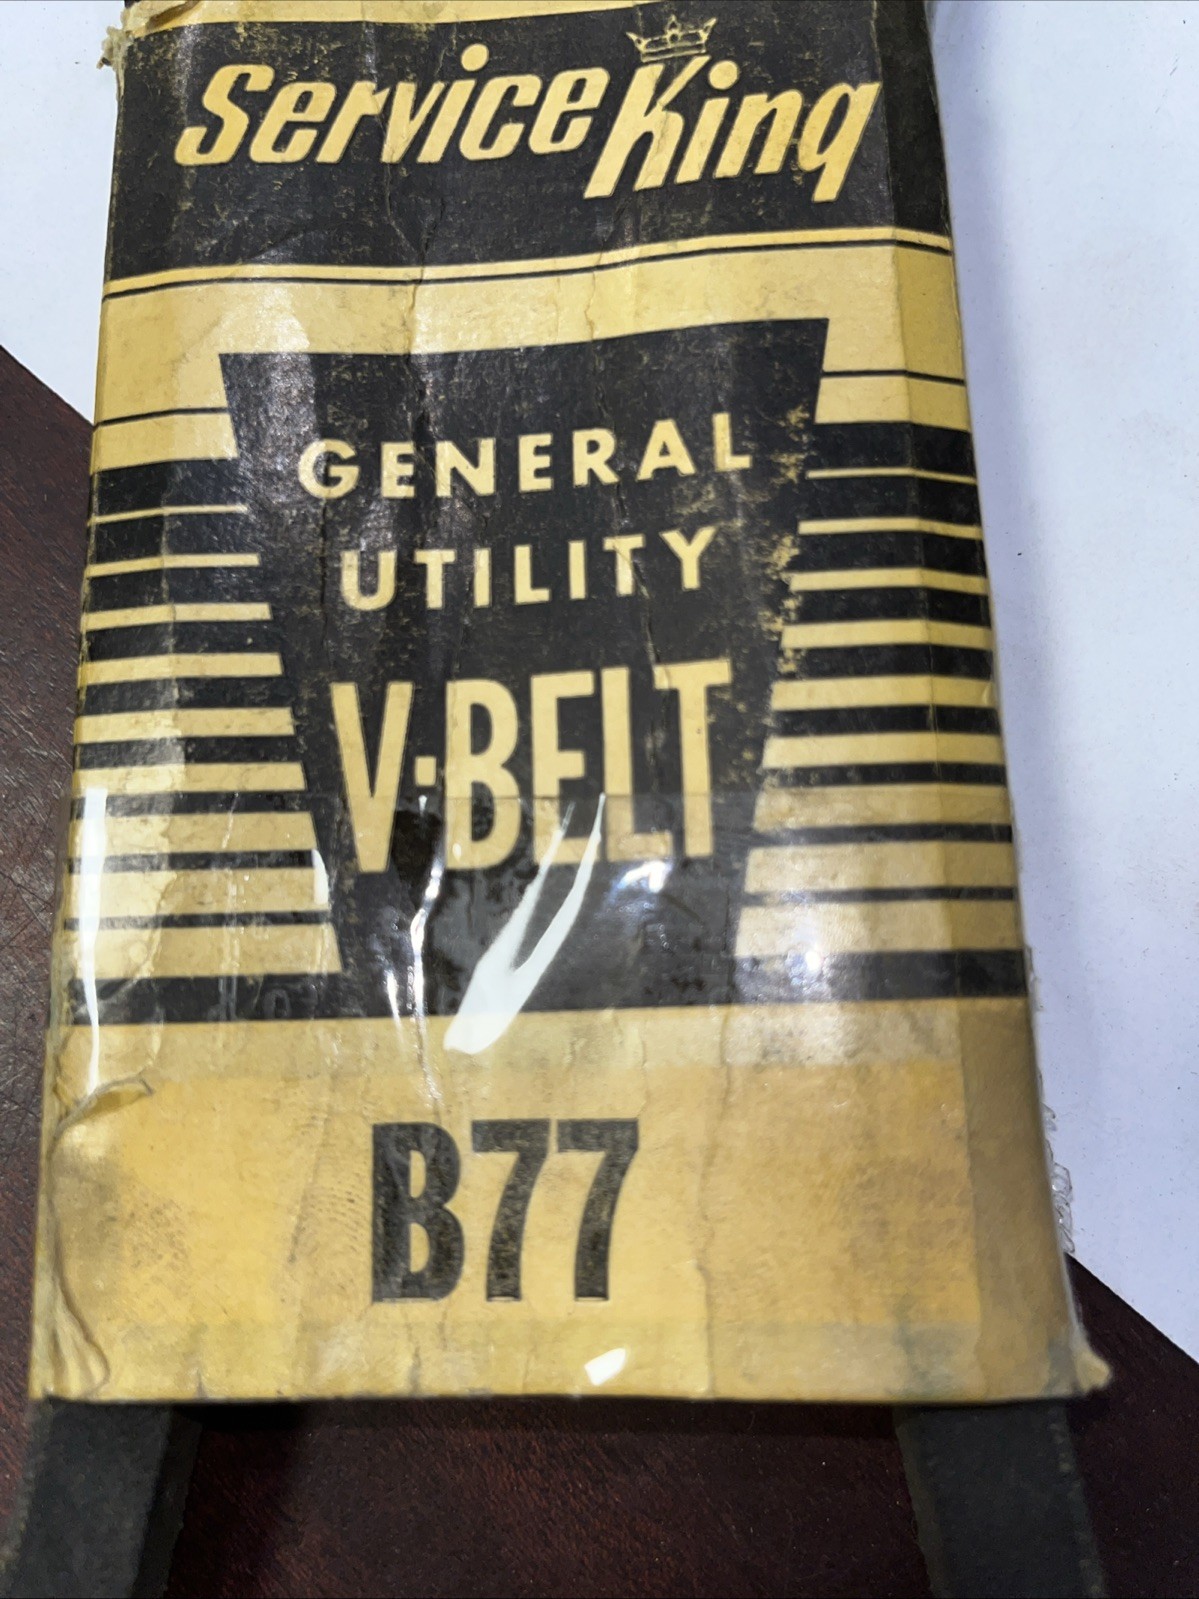 Service King
GENERAL
UTILITY
V-BELT
B77